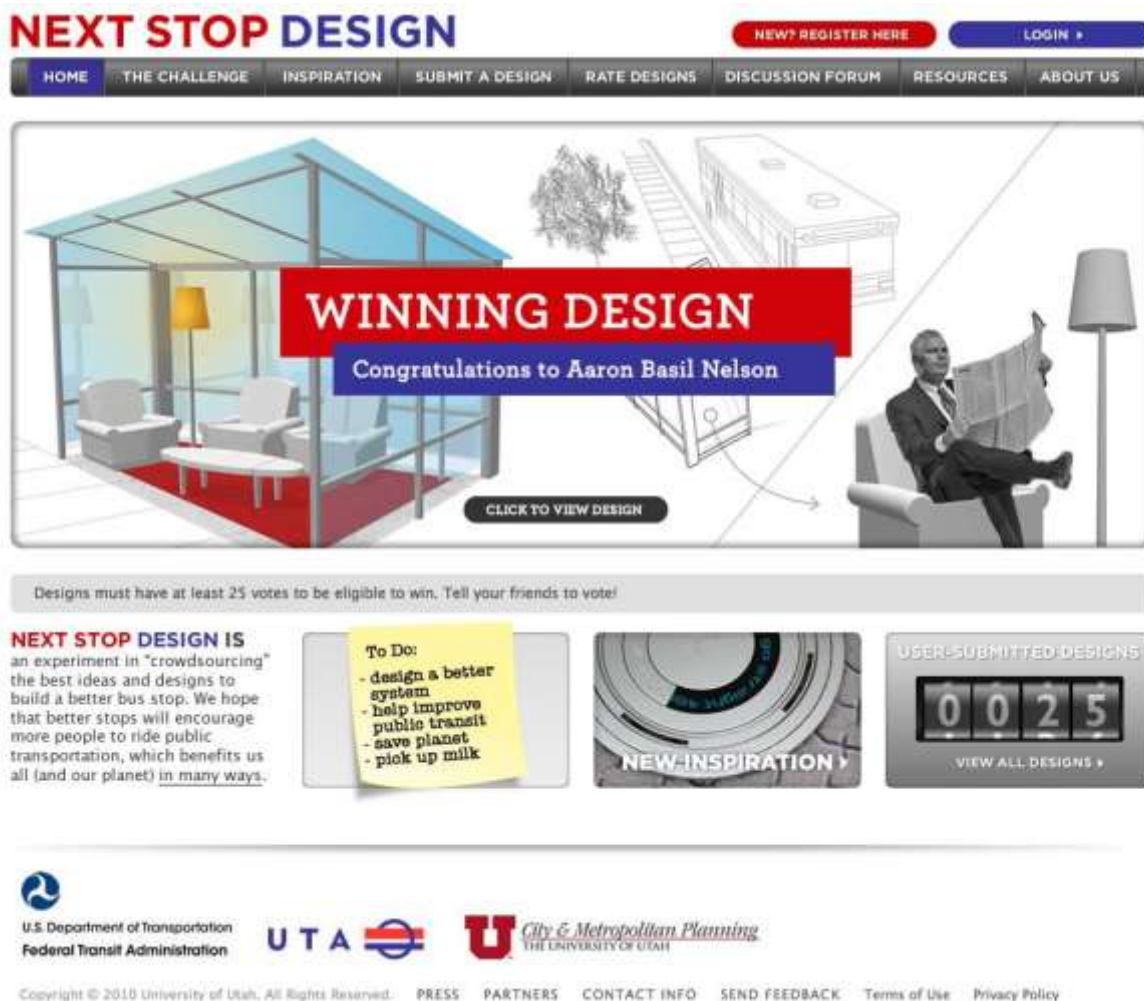 NEXT STOP DESIGN
NEW? REGISTER HERE
LOGIN
HOME THE CHALLENGE INSPIRATION SUBMIT A DESIGN RATE DESIGNS DISCUSSION FORUM RESOURCES ABOUT US
WINNING DESIGN
Congratulations to Aaron Basil Nelson
CLICK TO VIEW DESIGN
Designs must have at least 25 votes to be eligible to win. Tell your friends to vote!
NEXT STOP DESIGN IS
an experiment in "crowdsourcing"
the best ideas and designs to
build a better bus stop. We hope
that better stops will encourage
more people to ride public
transportation, which benefits us
all (and our planet) in many ways.
To Do:
- design a better
system
- help improve
public transit
- save planet
- pick up milk
NEW INSPIRATION
USER-SUBMITTED DESIGNS
0025
VIEW ALL DESIGNS
U.S. Department of Transportation
Federal Transit Administration
UTA
U
City & Metropolitan Planning
THE UNIVERSITY OF UTAH
Copyright © 2010 University of Utah. All Rights Reserved. PRESS PARTNERS CONTACT INFO SEND FEEDBACK Terms of Use Privacy Policy